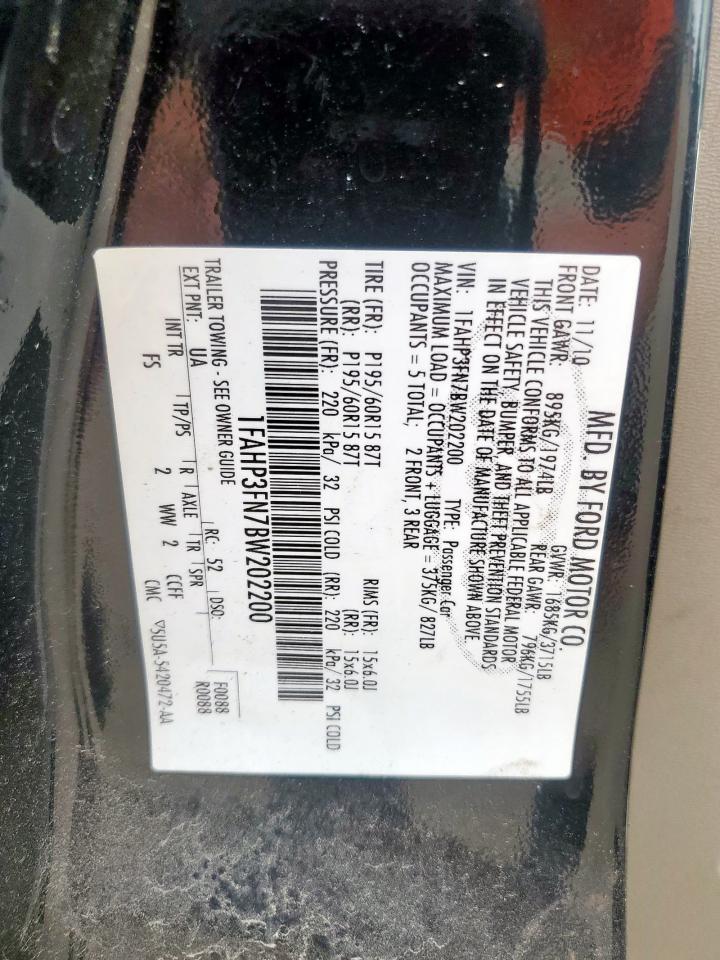 MFD. BY FORD MOTOR CO.
DATE: 11/10 GVWR: 1685KG/3715LB
FRONT GAWR: 895KG/1974LB REAR GAWR: 796KG/1755LB
THIS VEHICLE CONFORMS TO ALL APPLICABLE FEDERAL MOTOR
VEHICLE SAFETY, BUMPER, AND THEFT PREVENTION STANDARDS
IN EFFECT ON THE DATE OF MANUFACTURE SHOWN ABOVE.
VIN: 1FAHP3FN7BW202200 TYPE: Passenger Car
MAXIMUM LOAD = OCCUPANTS + LUGGAGE = 375KG/ 827LB
OCCUPANTS = 5 TOTAL; 2 FRONT, 3 REAR
TIRE (FR): P195/60R15 87T RIMS (FR): 15x6.0J
(RR): P195/60R15 87T (RR): 15x6.0J
PRESSURE (FR): 220 kPa/ 32 PSI COLD (RR): 220 kPa/ 32 PSI COLD
1FAHP3FN7BW202200
TRAILER TOWING - SEE OWNER GUIDE F0088
RC: 52 DSO: R0088
EXT PNT: UA
INT TR TP/PS R AXLE TR SPR
FS 2 WW 2 CCFF
CMC ▽5U5A-5420472-AA